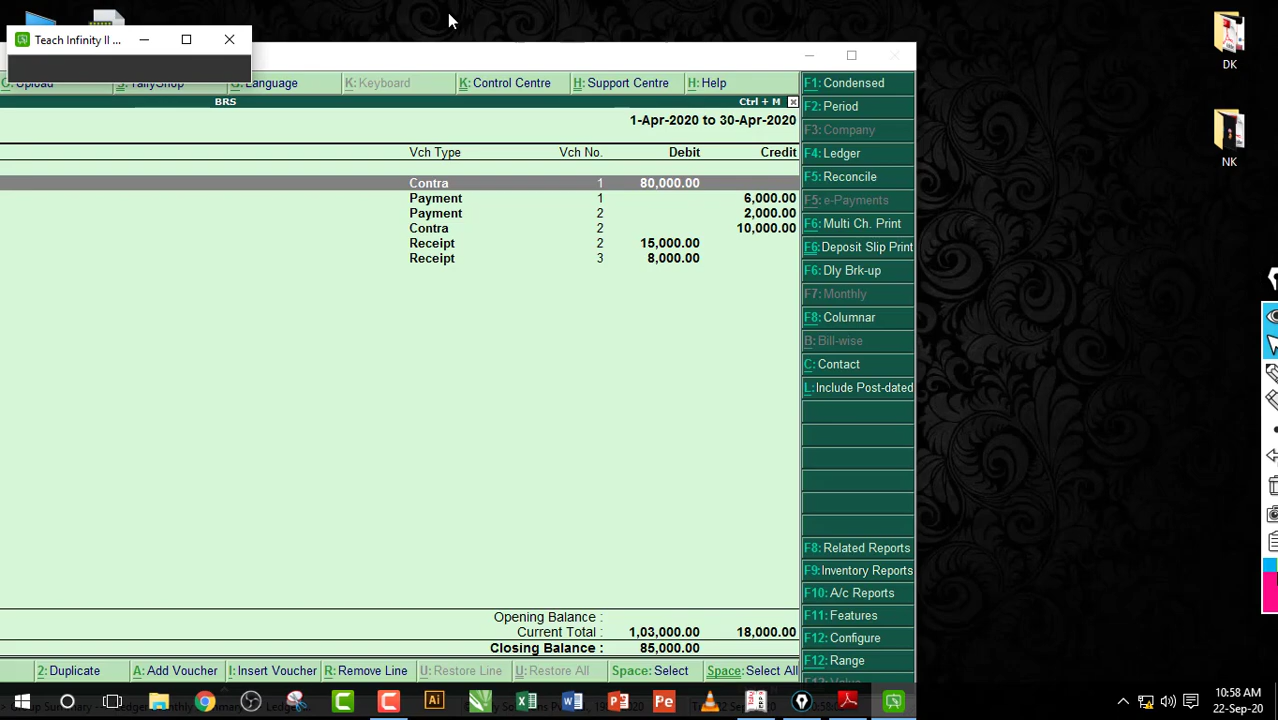 Teach Infinity II ...
DK
NK
G: Language
K: Keyboard
K: Control Centre
H: Support Centre
H: Help
BRS
Ctrl + M
1-Apr-2020 to 30-Apr-2020
Vch Type Vch No. Debit Credit
Contra 1 80,000.00
Payment 1 6,000.00
Payment 2 2,000.00
Contra 2 10,000.00
Receipt 2 15,000.00
Receipt 3 8,000.00
Opening Balance :
Current Total : 1,03,000.00 18,000.00
Closing Balance : 85,000.00
F1: Condensed
F2: Period
F3: Company
F4: Ledger
F5: Reconcile
F5: e-Payments
F6: Multi Ch. Print
F6: Deposit Slip Print
F6: Dly Brk-up
F7: Monthly
F8: Columnar
B: Bill-wise
C: Contact
L: Include Post-dated
F8: Related Reports
F9: Inventory Reports
F10: A/c Reports
F11: Features
F12: Configure
F12: Range
2: Duplicate
A: Add Voucher
I: Insert Voucher
R: Remove Line
U: Restore Line
U: Restore All
Space: Select
Space: Select All
10:58 AM
22-Sep-20